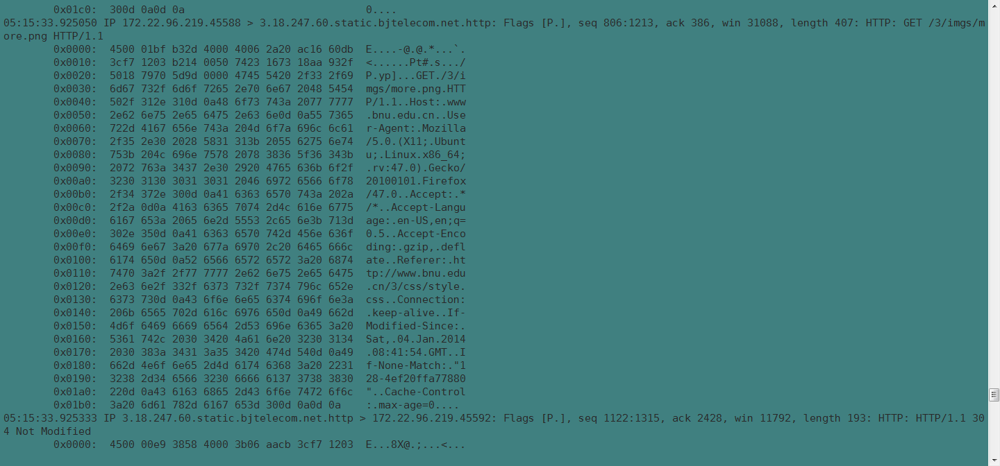 0x01c0:  300d 0a0d 0a                             0....
05:15:33.925050 IP 172.22.96.219.45588 > 3.18.247.60.static.bjtelecom.net.http: Flags [P.], seq 806:1213, ack 386, win 31088, length 407: HTTP: GET /3/imgs/m
ore.png HTTP/1.1
0x0000:  4500 01bf b32d 4000 4006 2a20 ac16 60db  E....-@.@.*...`.
0x0010:  3cf7 1203 b214 0050 7423 1673 18aa 932f  <......Pt#.s.../
0x0020:  5018 7970 5d9d 0000 4745 5420 2f33 2f69  P.yp]...GET./3/i
0x0030:  6d67 732f 6d6f 7265 2e70 6e67 2048 5454  mgs/more.png.HTT
0x0040:  502f 312e 310d 0a48 6f73 743a 2077 7777  P/1.1..Host:.www
0x0050:  2e62 6e75 2e65 6475 2e63 6e0d 0a55 7365  .bnu.edu.cn..Use
0x0060:  722d 4167 656e 743a 204d 6f7a 696c 6c61  r-Agent:.Mozilla
0x0070:  2f35 2e30 2028 5831 313b 2055 6275 6e74  /5.0.(X11;.Ubunt
0x0080:  753b 204c 696e 7578 2078 3836 5f36 343b  u;.Linux.x86_64;
0x0090:  2072 763a 3437 2e30 2920 4765 636b 6f2f  .rv:47.0).Gecko/
0x00a0:  3230 3130 3031 3031 2046 6972 6566 6f78  20100101.Firefox
0x00b0:  2f34 372e 300d 0a41 6363 6570 743a 202a  /47.0..Accept:.*
0x00c0:  2f2a 0d0a 4163 6365 7074 2d4c 616e 6775  /*..Accept-Langu
0x00d0:  6167 653a 2065 6e2d 5553 2c65 6e3b 713d  age:.en-US,en;q=
0x00e0:  302e 350d 0a41 6363 6570 742d 456e 636f  0.5..Accept-Enco
0x00f0:  6469 6e67 3a20 677a 6970 2c20 6465 666c  ding:.gzip,.defl
0x0100:  6174 650d 0a52 6566 6572 6572 3a20 6874  ate..Referer:.ht
0x0110:  7470 3a2f 2f77 7777 2e62 6e75 2e65 6475  tp://www.bnu.edu
0x0120:  2e63 6e2f 332f 6373 732f 7374 796c 652e  .cn/3/css/style.
0x0130:  6373 730d 0a43 6f6e 6e65 6374 696f 6e3a  css..Connection:
0x0140:  206b 6565 702d 616c 6976 650d 0a49 662d  .keep-alive..If-
0x0150:  4d6f 6469 6669 6564 2d53 696e 6365 3a20  Modified-Since:.
0x0160:  5361 742c 2030 3420 4a61 6e20 3230 3134  Sat,.04.Jan.2014
0x0170:  2030 383a 3431 3a35 3420 474d 540d 0a49  .08:41:54.GMT..I
0x0180:  662d 4e6f 6e65 2d4d 6174 6368 3a20 2231  f-None-Match:."1
0x0190:  3238 2d34 6566 3230 6666 6137 3738 3830  28-4ef20ffa77880
0x01a0:  220d 0a43 6163 6865 2d43 6f6e 7472 6f6c  "..Cache-Control
0x01b0:  3a20 6d61 782d 6167 653d 300d 0a0d 0a    :.max-age=0....
05:15:33.925333 IP 3.18.247.60.static.bjtelecom.net.http > 172.22.96.219.45592: Flags [P.], seq 1122:1315, ack 2428, win 11792, length 193: HTTP: HTTP/1.1 30
4 Not Modified
0x0000:  4500 00e9 3858 4000 3b06 aacb 3cf7 1203  E...8X@.;...<...